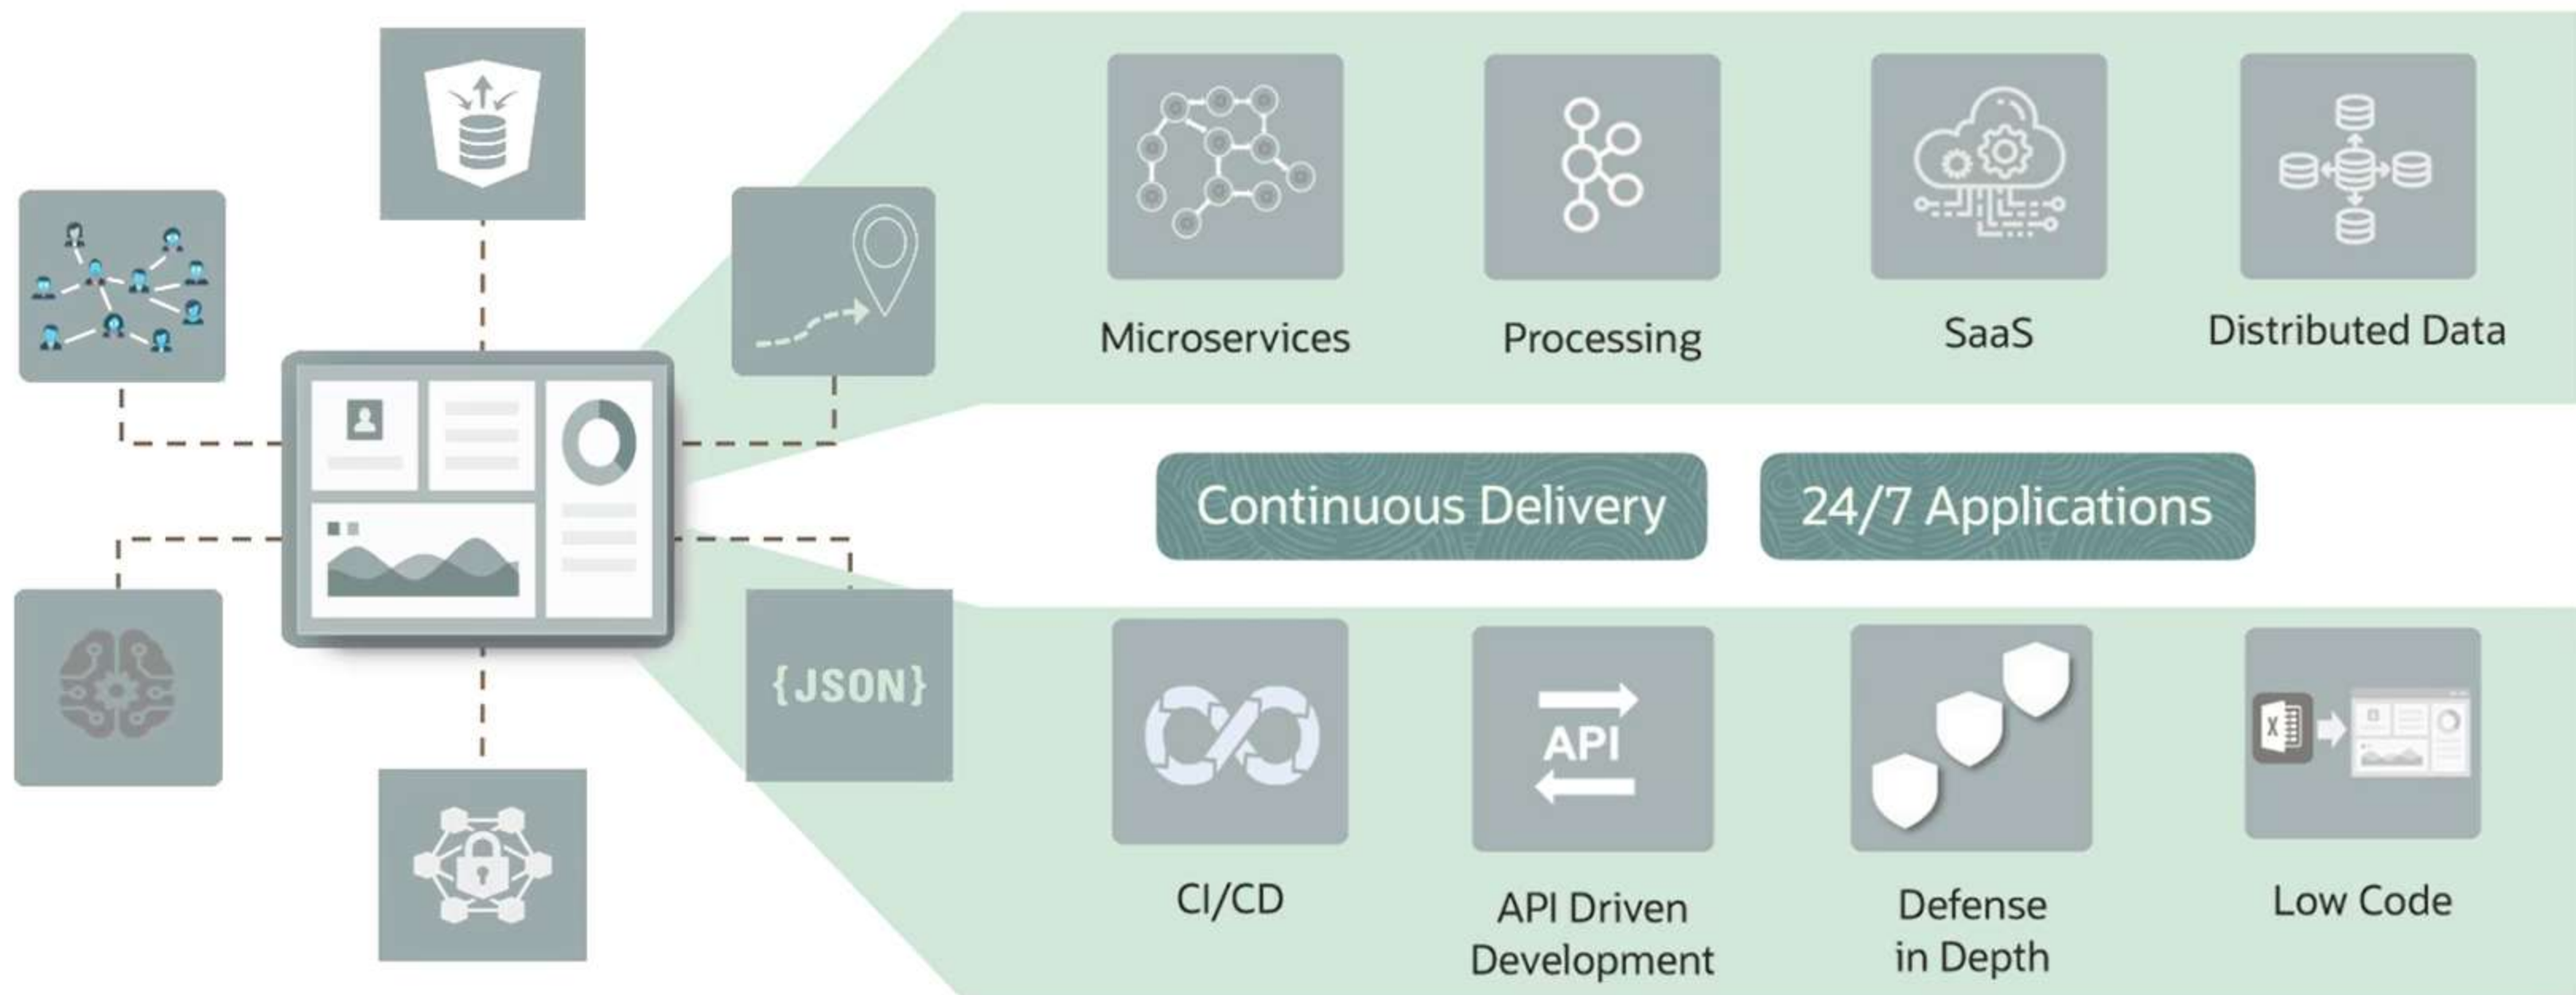 Microservices
Processing
SaaS
Distributed Data
Continuous Delivery
24/7 Applications
{JSON}
API
X
CI/CD
API Driven
Development
Defense
in Depth
Low Code